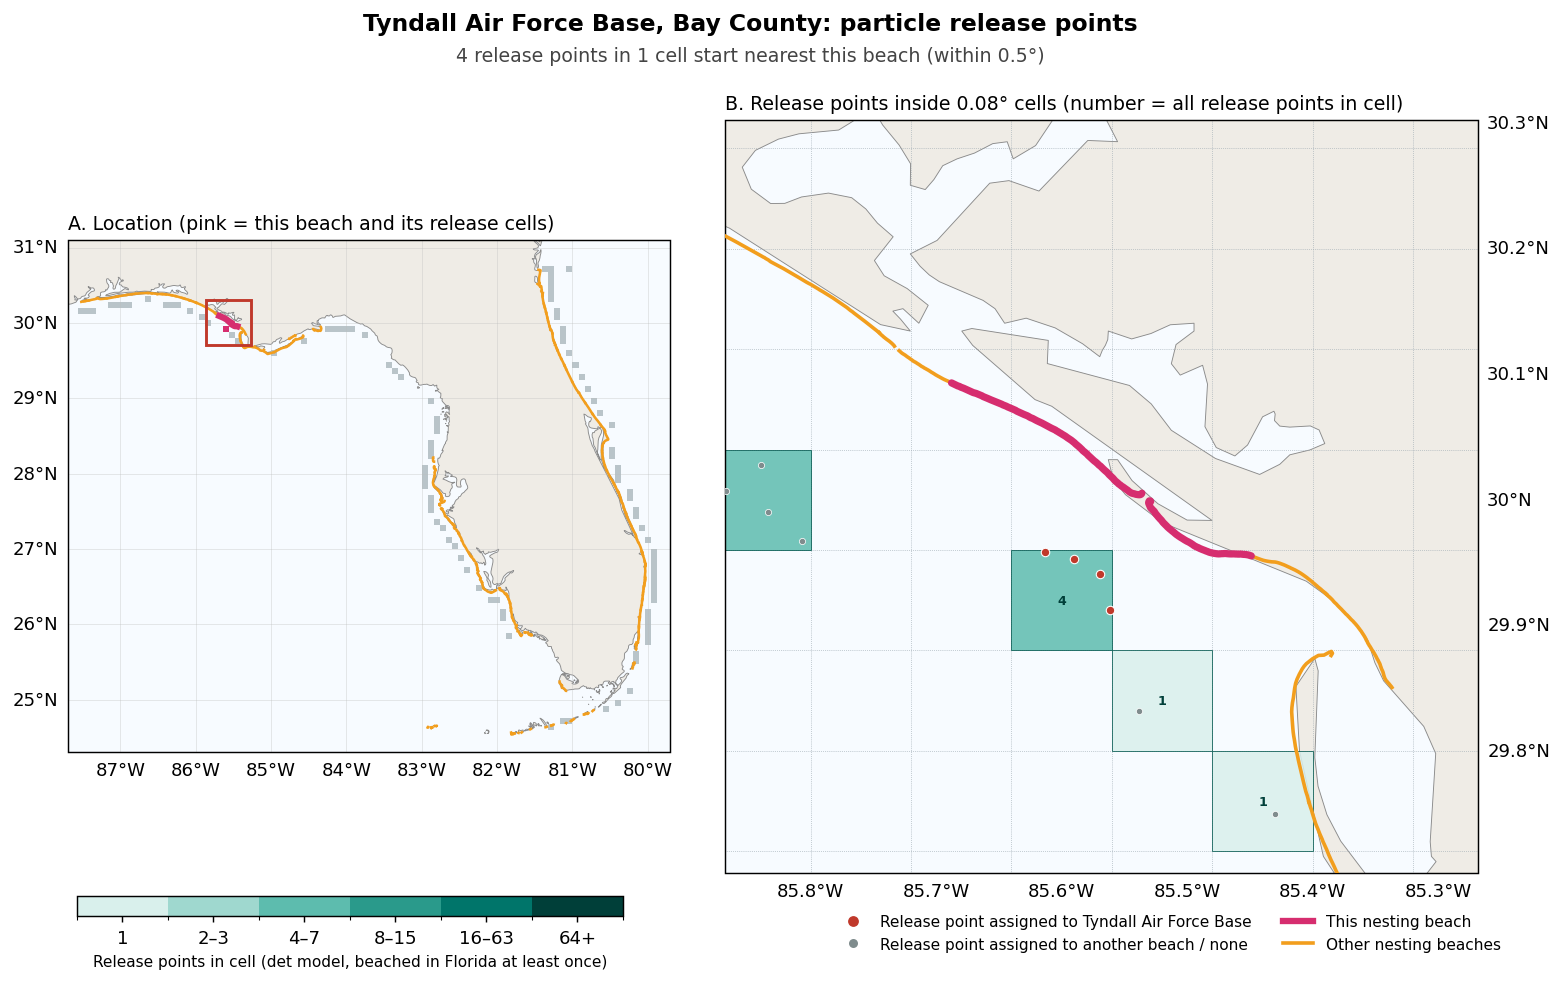 Tyndall Air Force Base, Bay County: particle release points
4 release points in 1 cell start nearest this beach (within 0.5°)
A. Location (pink = this beach and its release cells)
31°N
30°N
29°N
28°N
27°N
26°N
25°N
87°W 86°W 85°W 84°W 83°W 82°W 81°W 80°W
B. Release points inside 0.08° cells (number = all release points in cell)
30.3°N
30.2°N
30.1°N
30°N
29.9°N
29.8°N
4
1
1
85.8°W 85.7°W 85.6°W 85.5°W 85.4°W 85.3°W
1 2–3 4–7 8–15 16–63 64+
Release points in cell (det model, beached in Florida at least once)
Release point assigned to Tyndall Air Force Base
Release point assigned to another beach / none
This nesting beach
Other nesting beaches